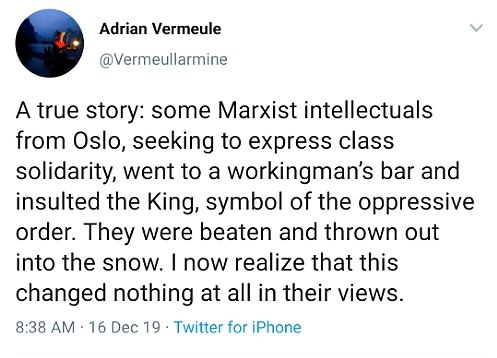 Adrian Vermeule
@Vermeullarmine
A true story: some Marxist intellectuals
from Oslo, seeking to express class
solidarity, went to a workingman’s bar and
insulted the King, symbol of the oppressive
order. They were beaten and thrown out
into the snow. I now realize that this
changed nothing at all in their views.
8:38 AM · 16 Dec 19 · Twitter for iPhone